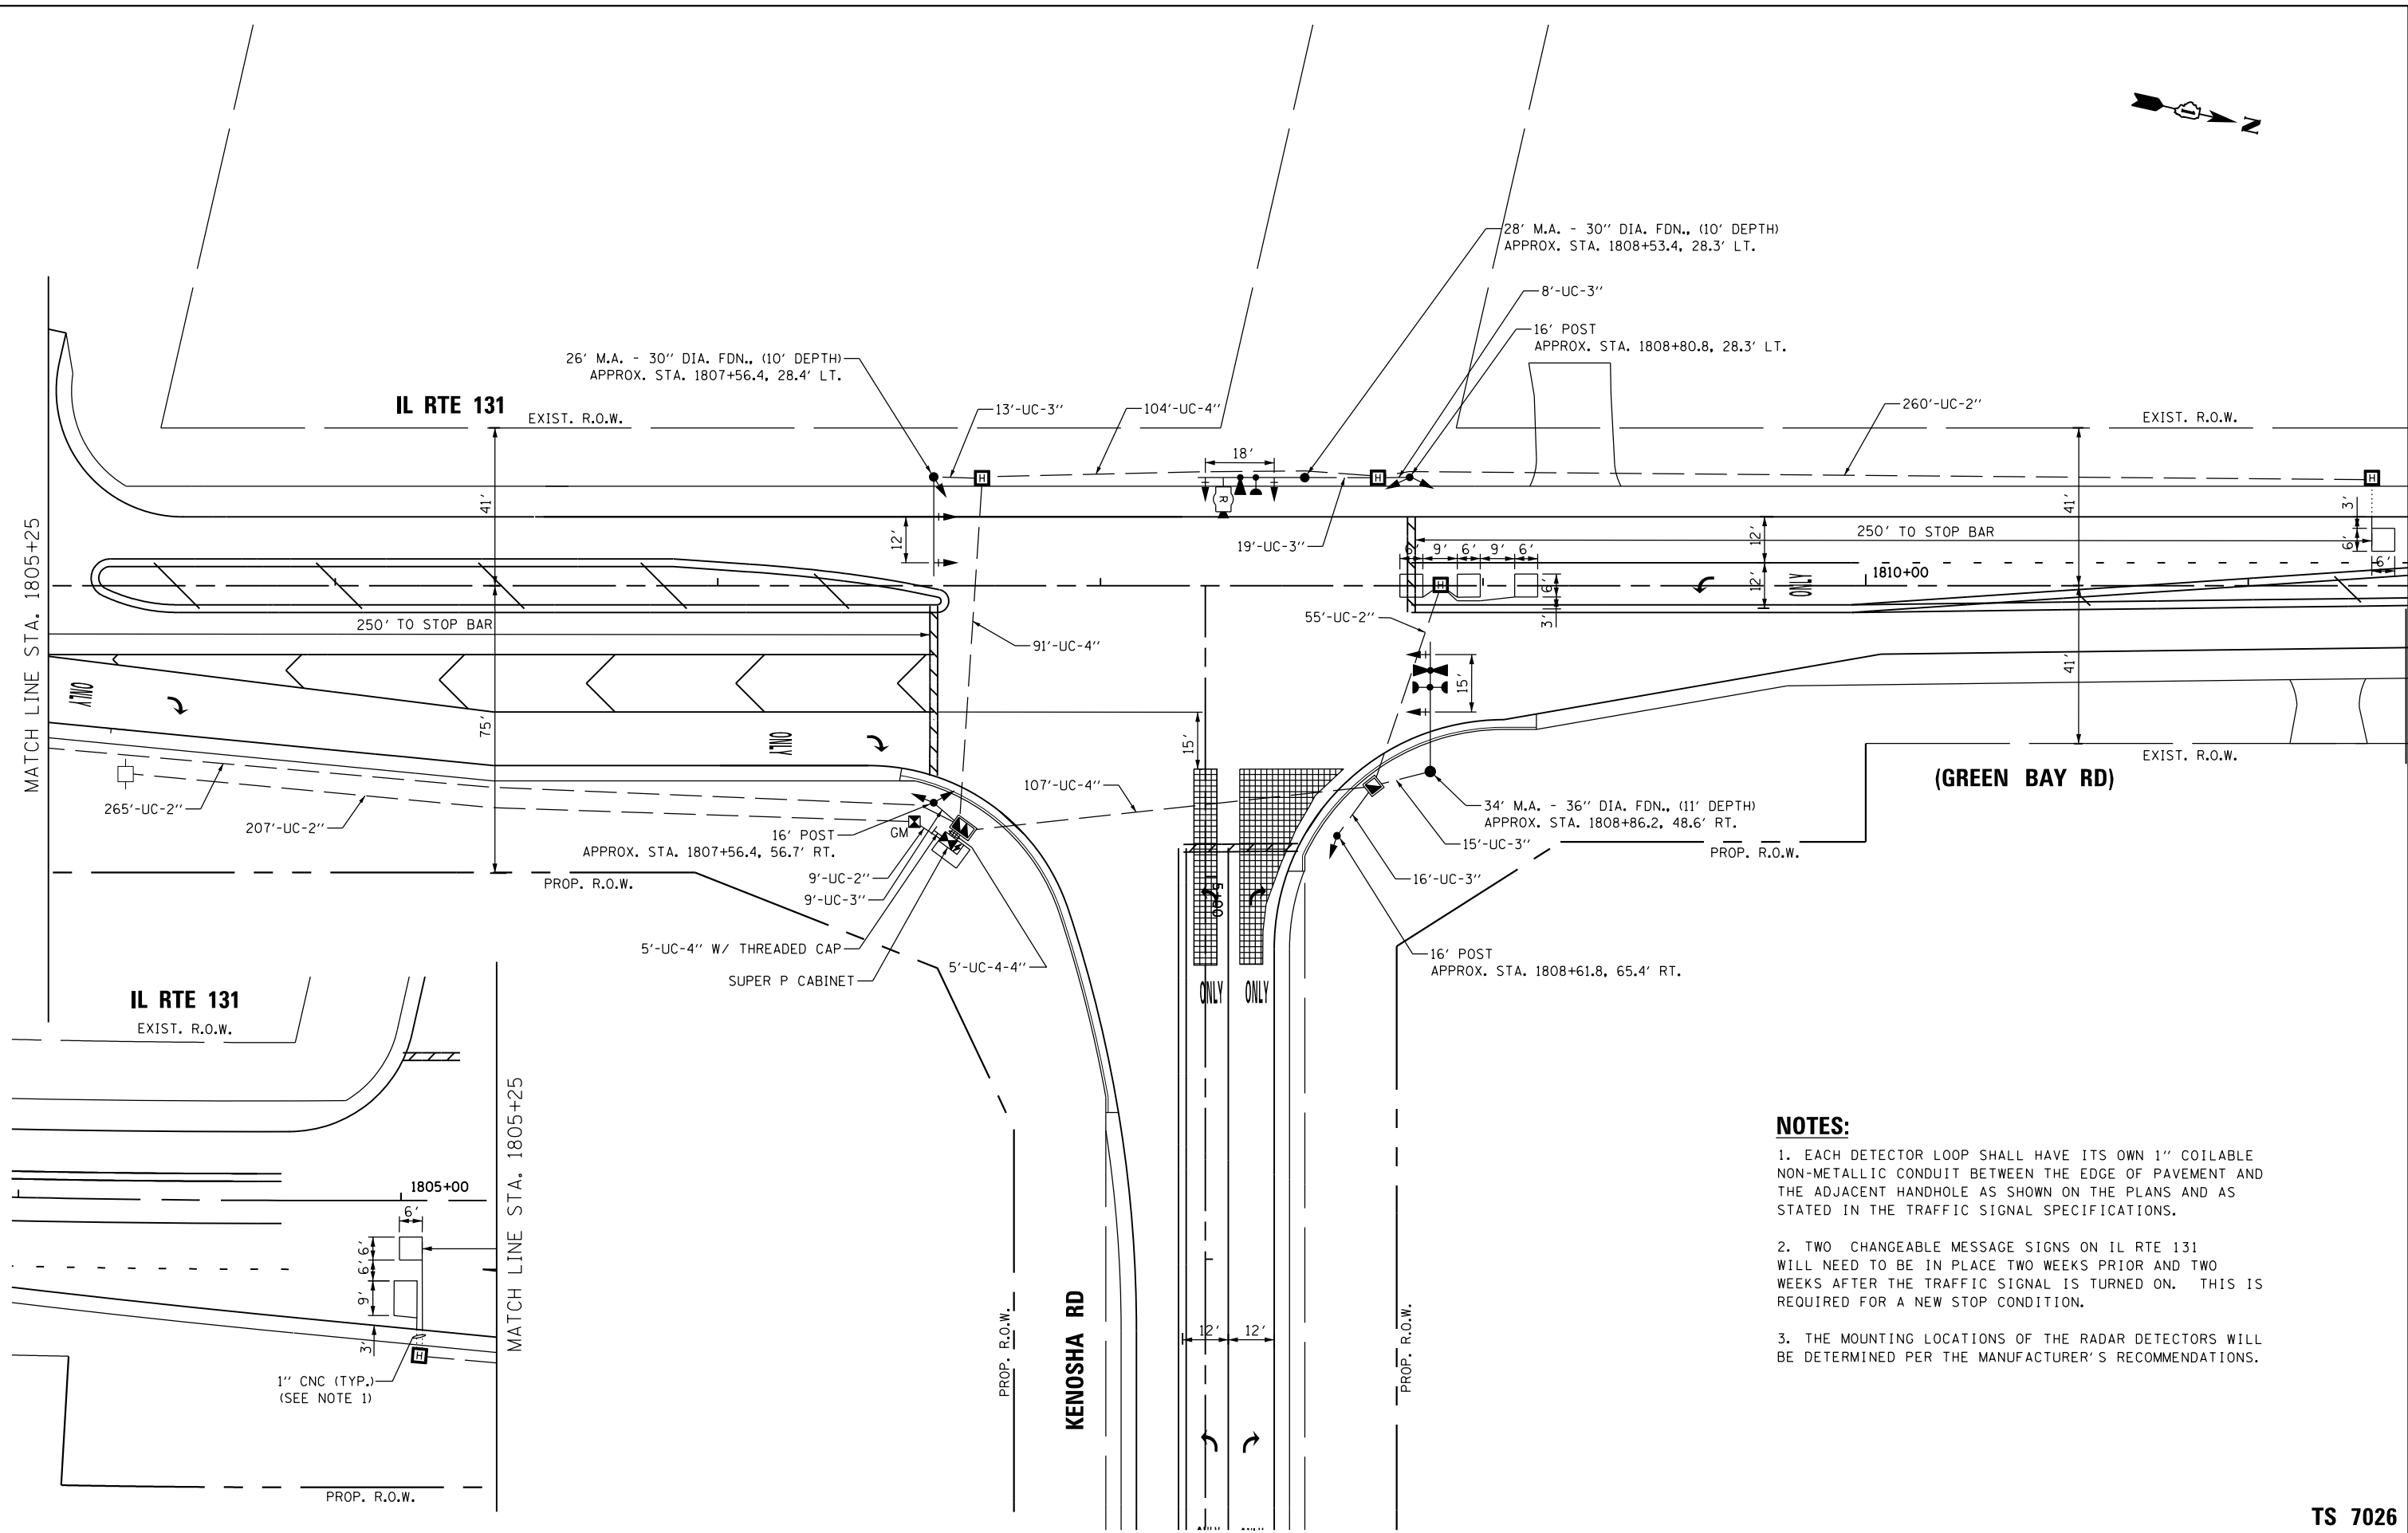 N
28' M.A. - 30'' DIA. FDN., (10' DEPTH)
APPROX. STA. 1808+53.4, 28.3' LT.
8'-UC-3''
16' POST
APPROX. STA. 1808+80.8, 28.3' LT.
26' M.A. - 30'' DIA. FDN., (10' DEPTH)
APPROX. STA. 1807+56.4, 28.4' LT.
IL RTE 131
EXIST. R.O.W.
13'-UC-3''
104'-UC-4''
260'-UC-2''
EXIST. R.O.W.
18'
H
R
H
H
41'
12'
19'-UC-3''
6'
9'
6'
9'
6'
12'
250' TO STOP BAR
41'
3'
6'
6'
MATCH LINE STA. 1805+25
H
6'
3'
12'
ONLY
1810+00
250' TO STOP BAR
55'-UC-2''
91'-UC-4''
15'
41'
ONLY
75'
ONLY
15'
EXIST. R.O.W.
(GREEN BAY RD)
107'-UC-4''
265'-UC-2''
207'-UC-2''
GM
16' POST
APPROX. STA. 1807+56.4, 56.7' RT.
34' M.A. - 36'' DIA. FDN., (11' DEPTH)
APPROX. STA. 1808+86.2, 48.6' RT.
15'-UC-3''
PROP. R.O.W.
PROP. R.O.W.
9'-UC-2''
9'-UC-3''
16'-UC-3''
5+00
5'-UC-4'' W/ THREADED CAP
SUPER P CABINET
5'-UC-4-4''
16' POST
APPROX. STA. 1808+61.8, 65.4' RT.
ONLY
ONLY
IL RTE 131
EXIST. R.O.W.
1805+00
6'
6'
6'
9'
3'
H
MATCH LINE STA. 1805+25
1'' CNC (TYP.)
(SEE NOTE 1)
PROP. R.O.W.
PROP. R.O.W.
KENOSHA RD
12'
12'
PROP. R.O.W.
NOTES:
1. EACH DETECTOR LOOP SHALL HAVE ITS OWN 1'' COILABLE
NON-METALLIC CONDUIT BETWEEN THE EDGE OF PAVEMENT AND
THE ADJACENT HANDHOLE AS SHOWN ON THE PLANS AND AS
STATED IN THE TRAFFIC SIGNAL SPECIFICATIONS.
2. TWO CHANGEABLE MESSAGE SIGNS ON IL RTE 131
WILL NEED TO BE IN PLACE TWO WEEKS PRIOR AND TWO
WEEKS AFTER THE TRAFFIC SIGNAL IS TURNED ON. THIS IS
REQUIRED FOR A NEW STOP CONDITION.
3. THE MOUNTING LOCATIONS OF THE RADAR DETECTORS WILL
BE DETERMINED PER THE MANUFACTURER'S RECOMMENDATIONS.
TS 7026